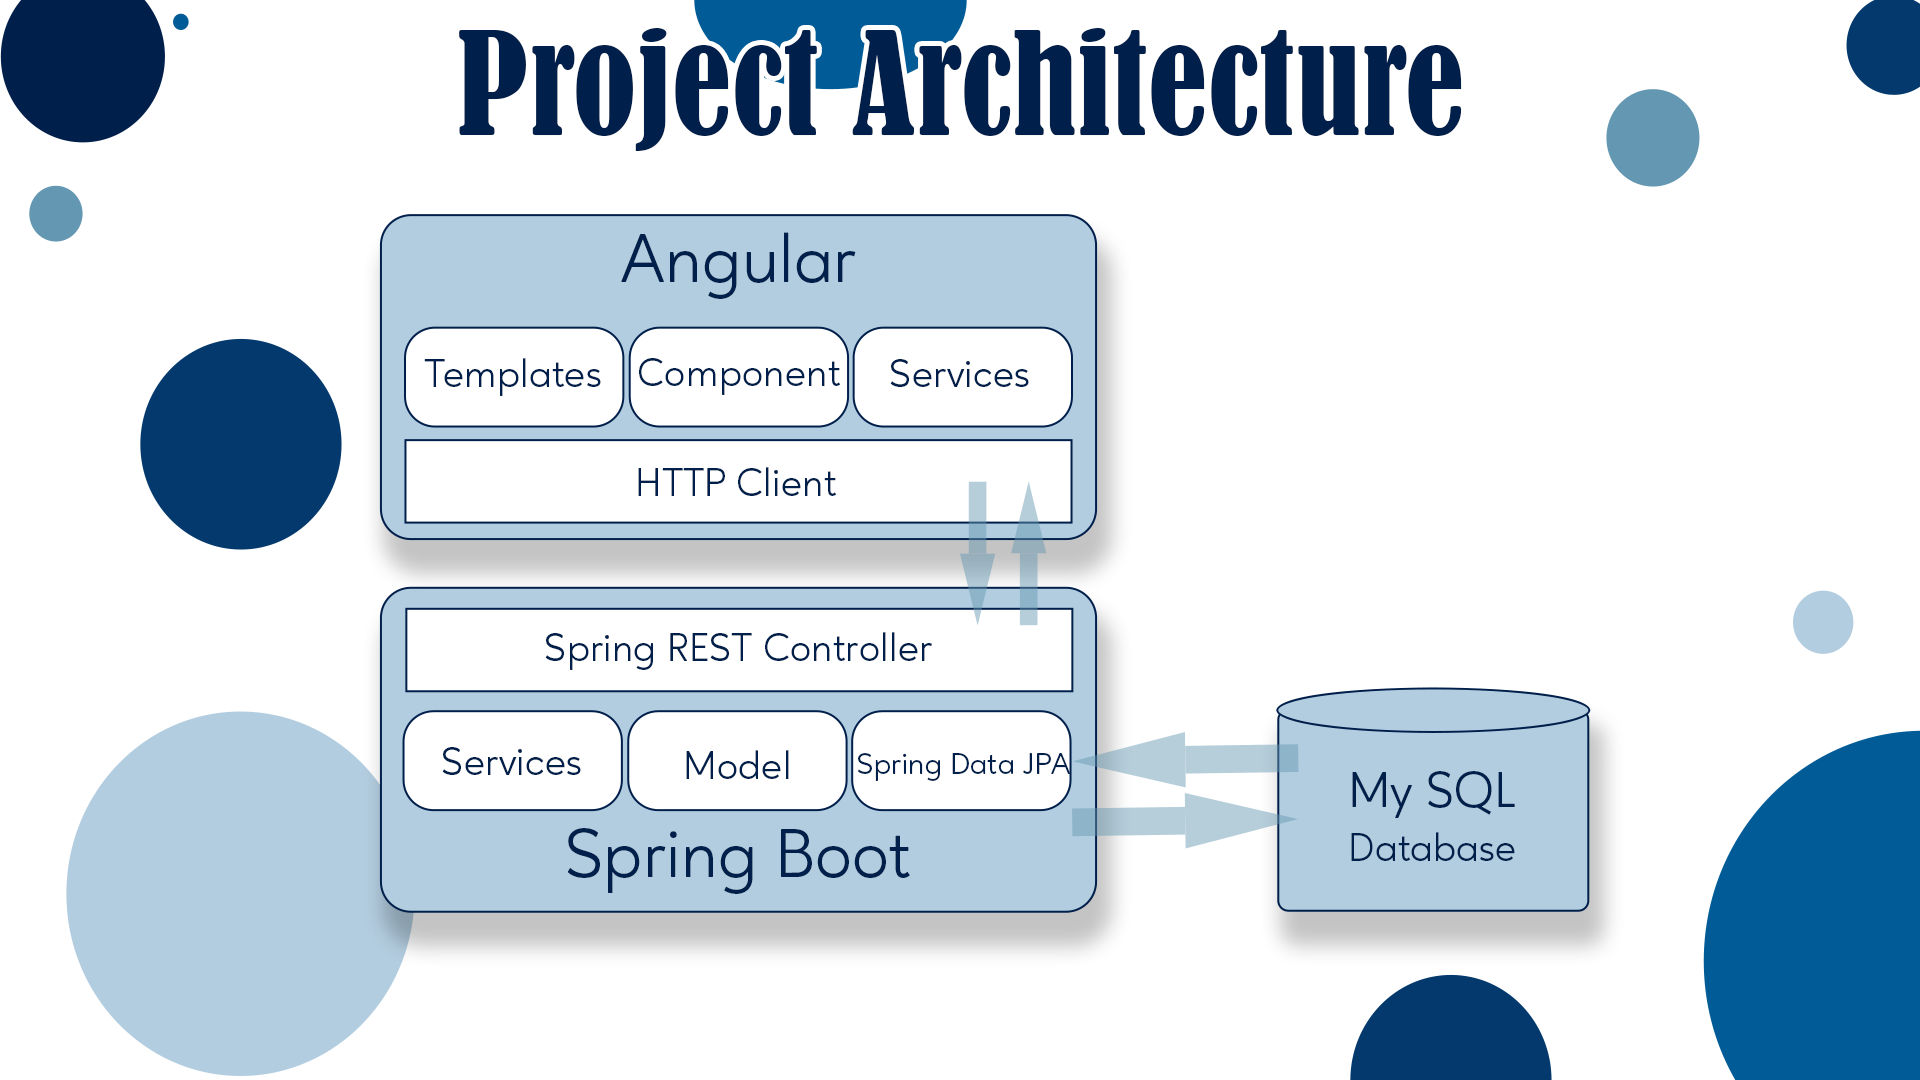 Project Architecture
Angular
Templates
Component
Services
HTTP Client
Spring REST Controller
Services
Model
Spring Data JPA
Spring Boot
My SQL
Database